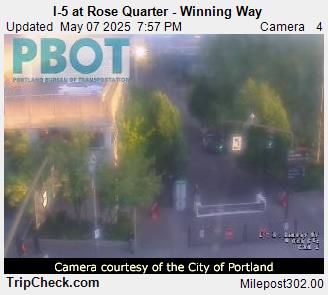 I-5 at Rose Quarter - Winning Way
Updated May 07 2025 7:57 PM Camera 4
PBOT
PORTLAND BUREAU OF TRANSPORTATION
Camera courtesy of the City of Portland
TripCheck.com Milepost302.00